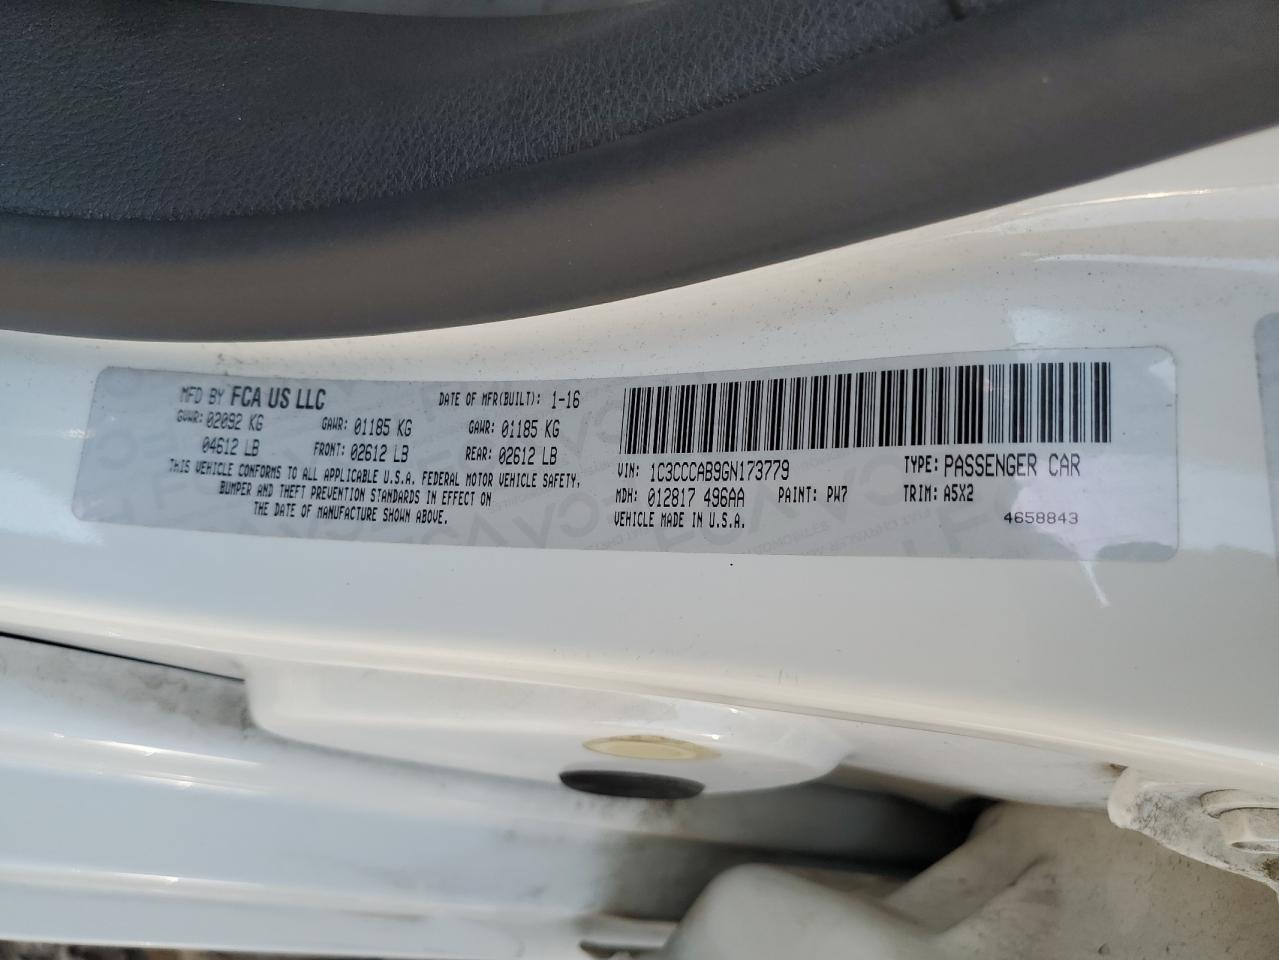 MFD BY FCA US LLC DATE OF MFR(BUILT): 1-16
GVWR: 02092 KG GAWR: 01185 KG GAWR: 01185 KG
04612 LB FRONT: 02612 LB REAR: 02612 LB
THIS VEHICLE CONFORMS TO ALL APPLICABLE U.S.A. FEDERAL MOTOR VEHICLE SAFETY,
BUMPER AND THEFT PREVENTION STANDARDS IN EFFECT ON
THE DATE OF MANUFACTURE SHOWN ABOVE.
VIN: 1C3CCCAB9GN173779 TYPE: PASSENGER CAR
MDH: 012817 496AA PAINT: PW7 TRIM: A5X2
VEHICLE MADE IN U.S.A. 4658843